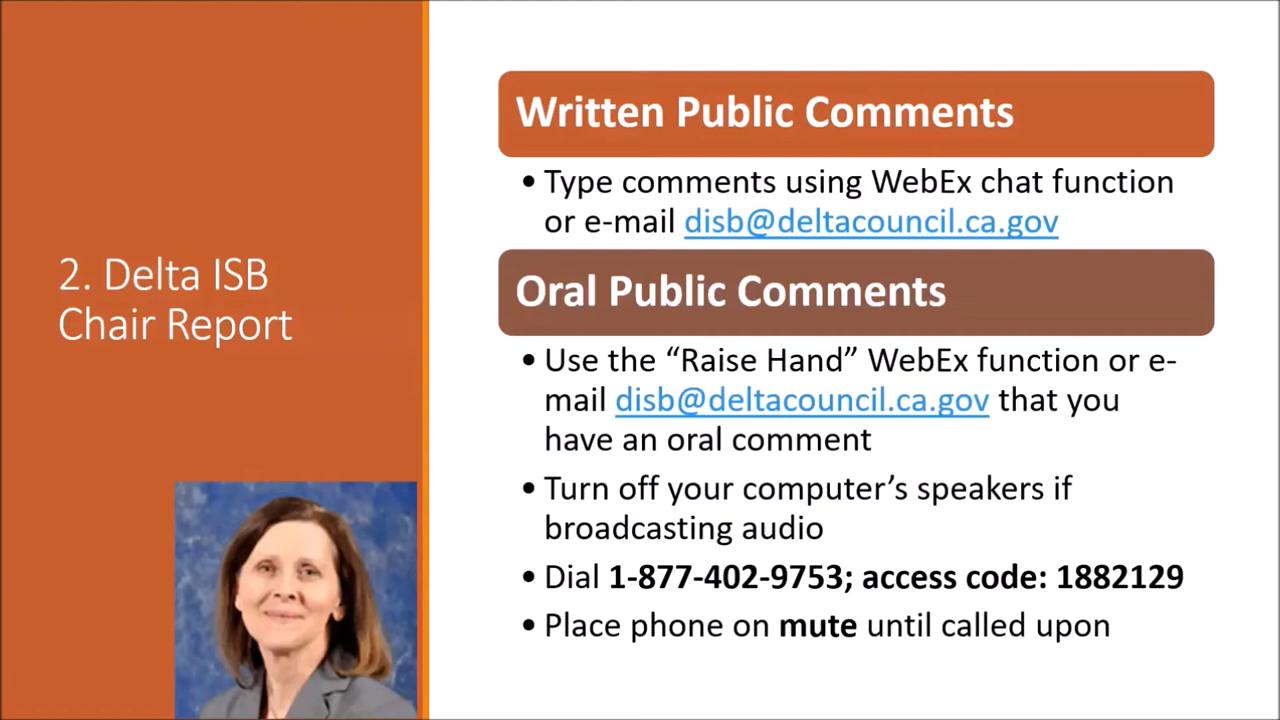 2. Delta ISB
Chair Report
Written Public Comments
• Type comments using WebEx chat function
or e-mail disb@deltacouncil.ca.gov
Oral Public Comments
• Use the “Raise Hand” WebEx function or e-
mail disb@deltacouncil.ca.gov that you
have an oral comment
• Turn off your computer’s speakers if
broadcasting audio
• Dial 1-877-402-9753; access code: 1882129
• Place phone on mute until called upon